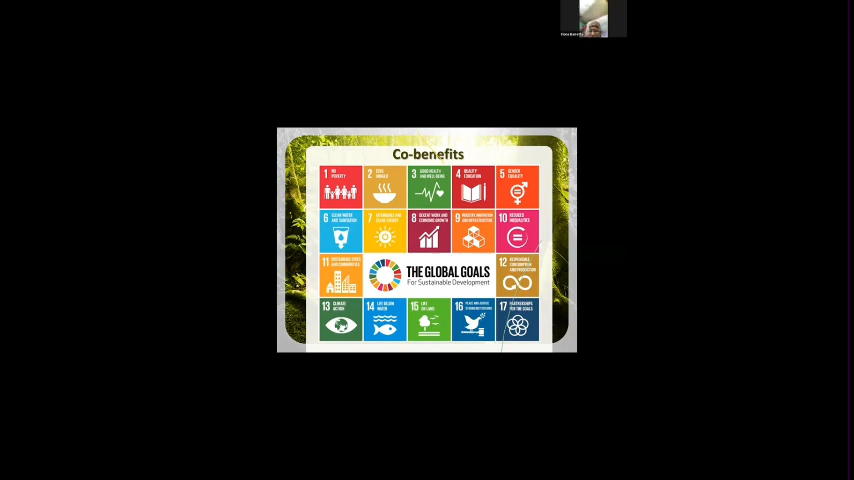 Co-benefits
1 NO
POVERTY
2 ZERO
HUNGER
3 GOOD HEALTH
AND WELL-BEING
4 QUALITY
EDUCATION
5 GENDER
EQUALITY
6 CLEAN WATER
AND SANITATION
7 AFFORDABLE AND
CLEAN ENERGY
8 DECENT WORK AND
ECONOMIC GROWTH
9 INDUSTRY, INNOVATION
AND INFRASTRUCTURE
10 REDUCED
INEQUALITIES
11 SUSTAINABLE CITIES
AND COMMUNITIES
THE GLOBAL GOALS
For Sustainable Development
12 RESPONSIBLE
CONSUMPTION
AND PRODUCTION
13 CLIMATE
ACTION
14 LIFE BELOW
WATER
15 LIFE
ON LAND
16 PEACE AND JUSTICE
STRONG INSTITUTIONS
17 PARTNERSHIPS
FOR THE GOALS